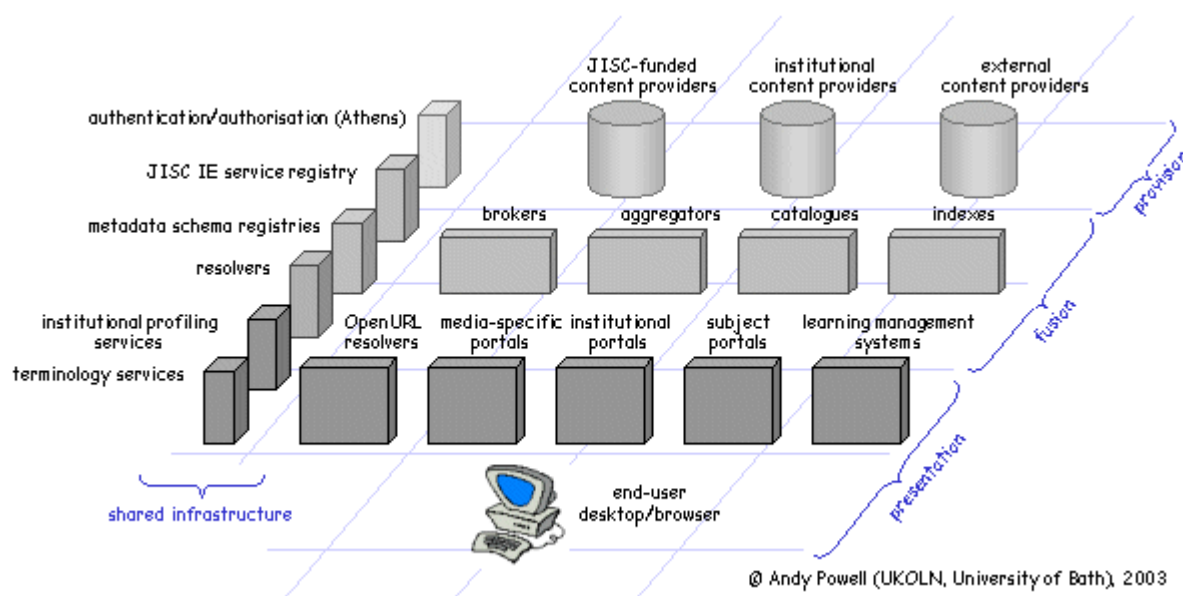 JISC-funded
content providers
institutional
content providers
external
content providers
authentication/authorisation (Athens)
JISC IE service registry
metadata schema registries
resolvers
institutional profiling
services
terminology services
brokers
aggregators
catalogues
indexes
OpenURL
resolvers
media-specific
portals
institutional
portals
subject
portals
learning management
systems
provision
fusion
presentation
shared infrastructure
end-user
desktop/browser
@ Andy Powell (UKOLN, University of Bath), 2003